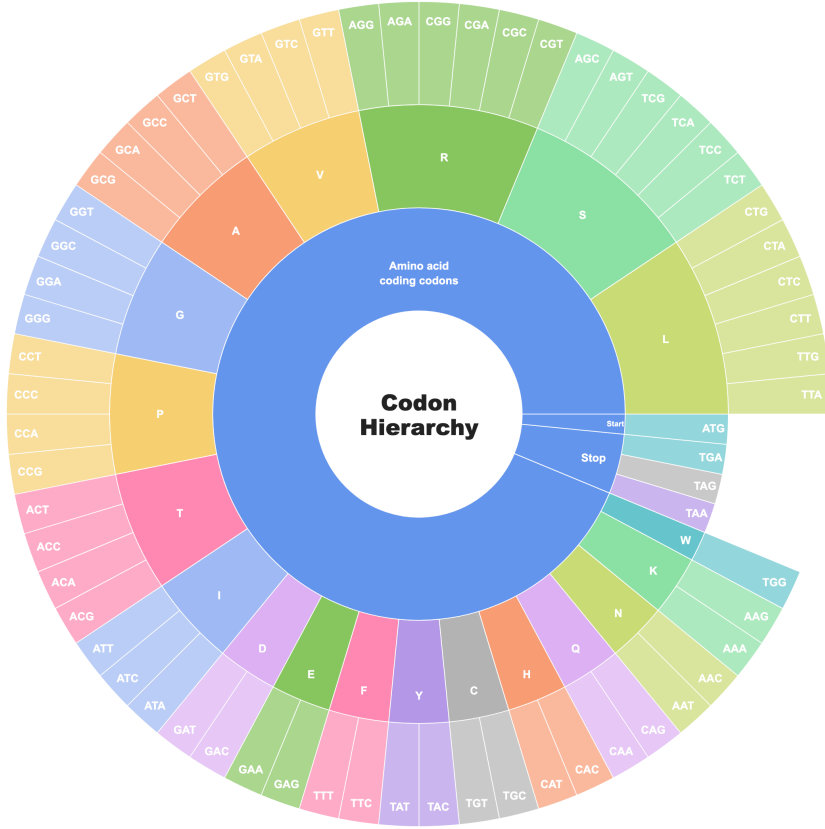 Codon
Hierarchy
Amino acid
coding codons
Start
Stop
L
S
R
V
A
G
P
T
I
D
E
F
Y
C
H
Q
N
K
W
TTA
TTG
CTT
CTC
CTA
CTG
TCT
TCC
TCA
TCG
AGT
AGC
CGT
CGC
CGA
CGG
AGA
AGG
GTT
GTC
GTA
GTG
GCT
GCC
GCA
GCG
GGT
GGC
GGA
GGG
CCT
CCC
CCA
CCG
ACT
ACC
ACA
ACG
ATT
ATC
ATA
GAT
GAC
GAA
GAG
TTT
TTC
TAT
TAC
TGT
TGC
CAT
CAC
CAA
CAG
AAT
AAC
AAA
AAG
TGG
TAA
TAG
TGA
ATG